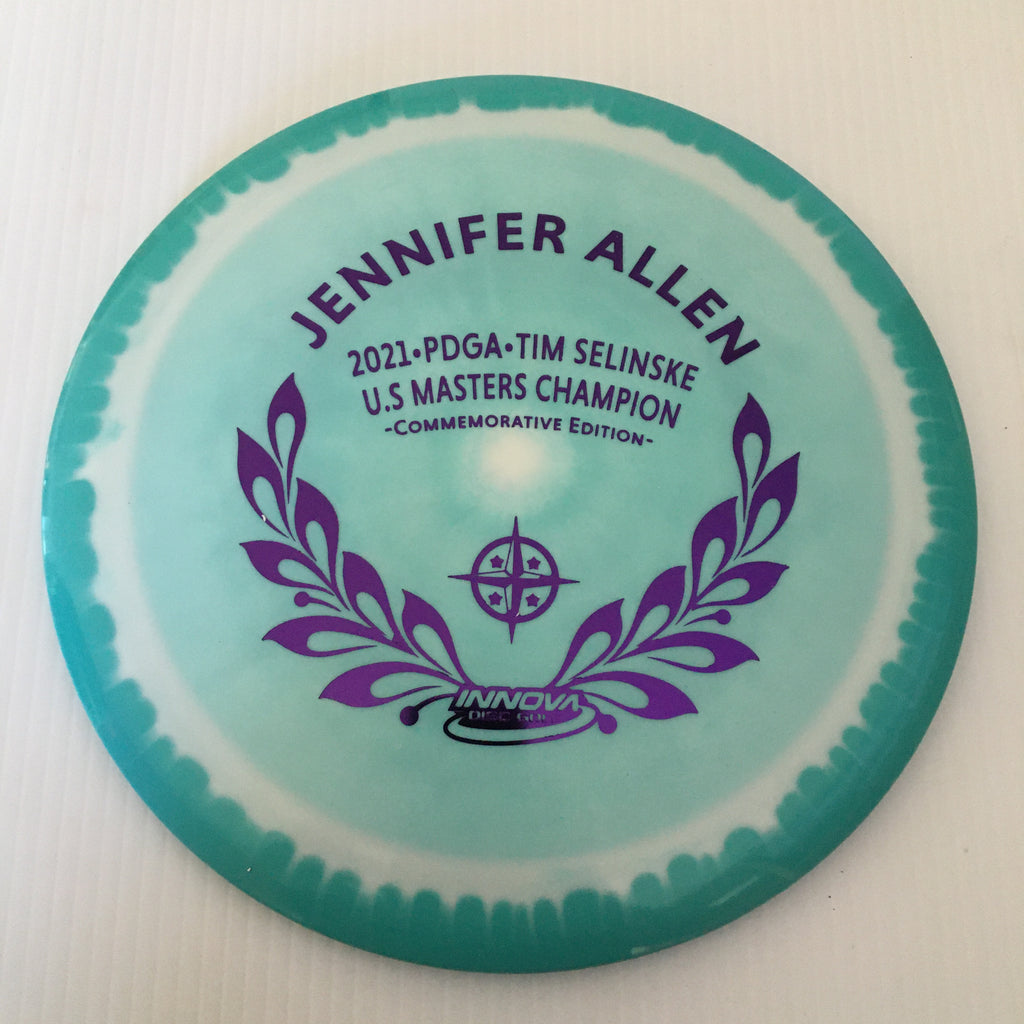 JENNIFER ALLEN
2021•PDGA•TIM SELINSKE
U.S MASTERS CHAMPION
-COMMEMORATIVE EDITION-
INNOVA
DISC GOLF